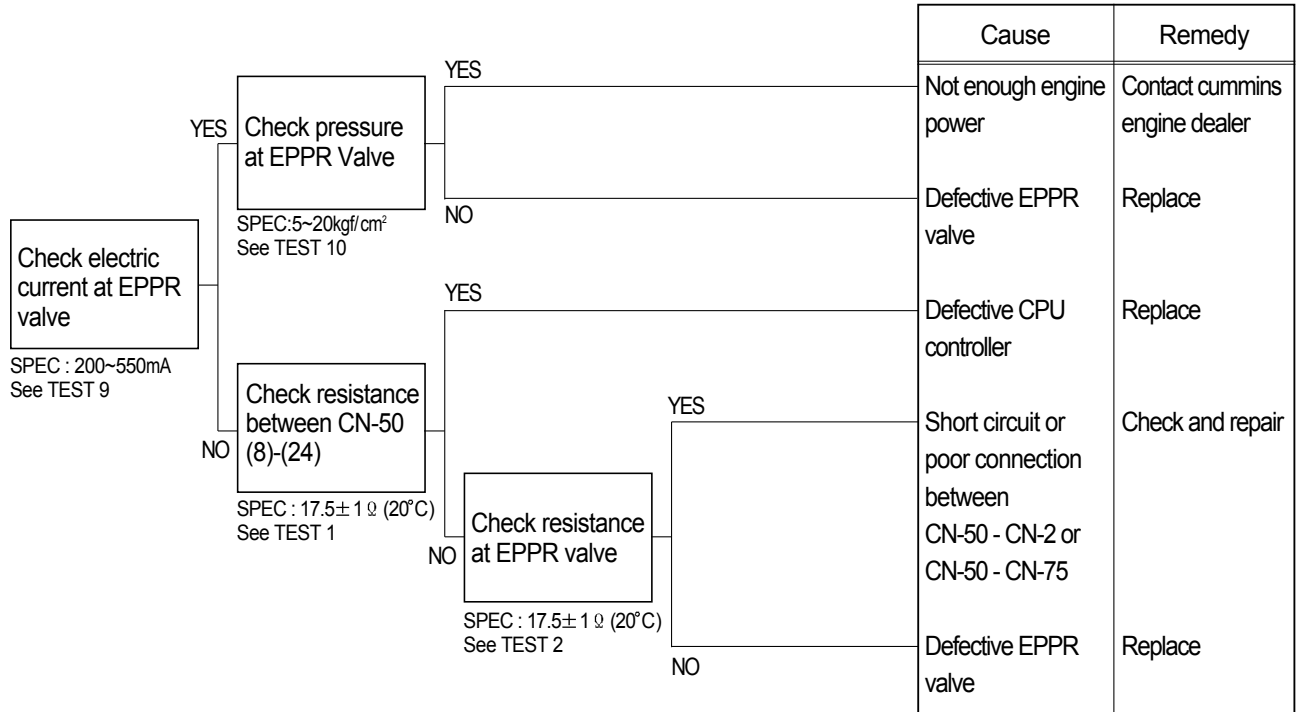 Cause
Remedy
YES
Not enough engine
power
Contact cummins
engine dealer
YES
Check pressure
at EPPR Valve
SPEC:5~20kgf/cm²
See TEST 10
NO
Defective EPPR
valve
Replace
Check electric
current at EPPR
valve
SPEC : 200~550mA
See TEST 9
YES
Defective CPU
controller
Replace
NO
Check resistance
between CN-50
(8)-(24)
SPEC : 17.5±1 Ω (20°C)
See TEST 1
YES
Short circuit or
poor connection
between
CN-50 - CN-2 or
CN-50 - CN-75
Check and repair
NO
Check resistance
at EPPR valve
SPEC : 17.5±1 Ω (20°C)
See TEST 2
NO
Defective EPPR
valve
Replace